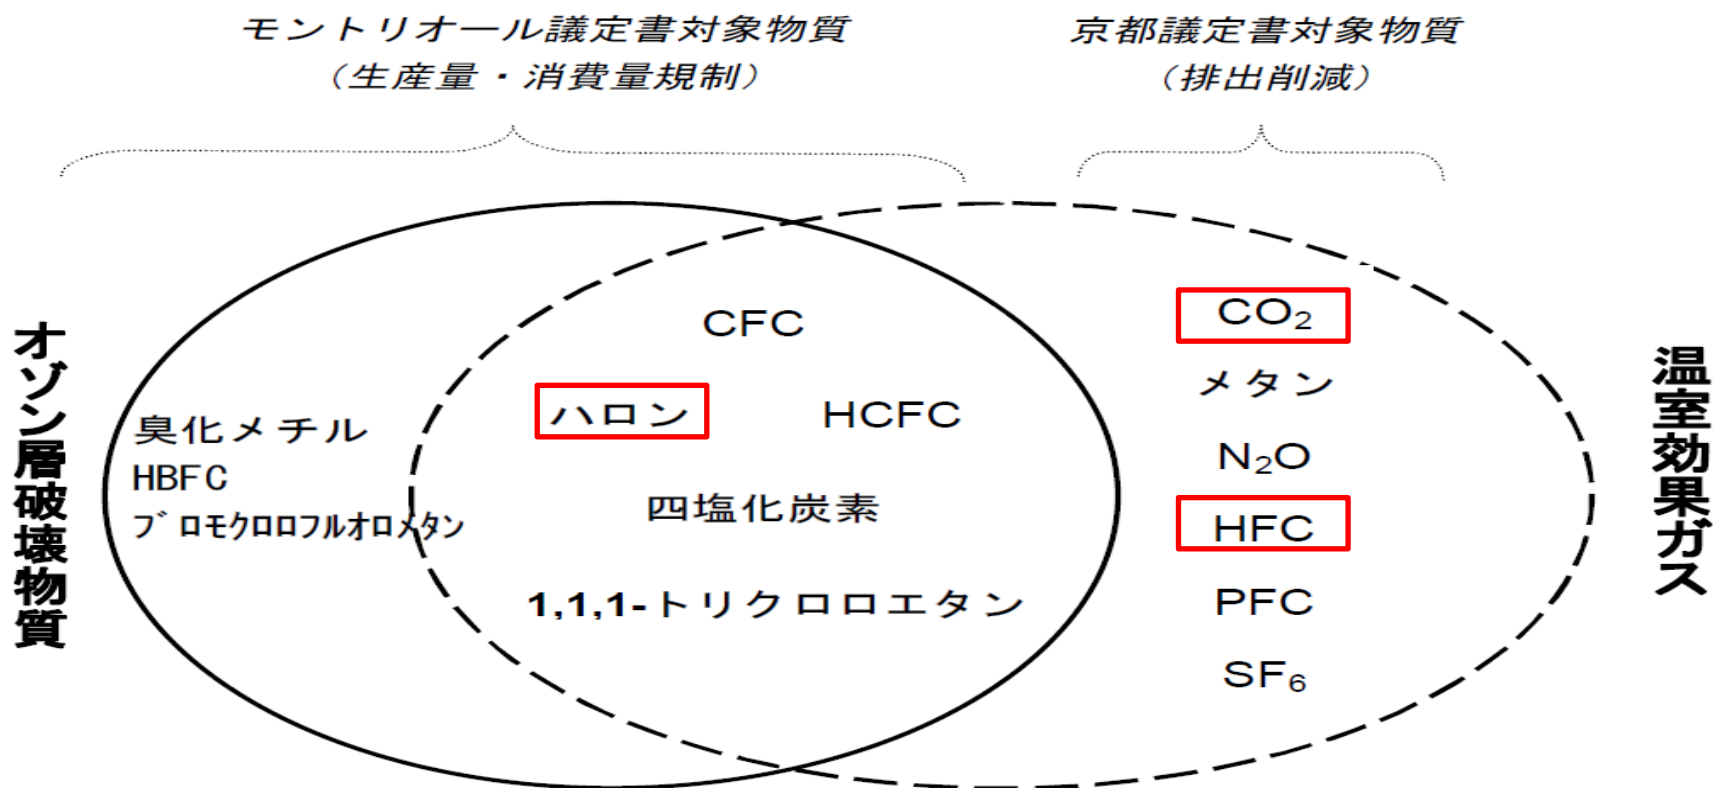 モントリオール議定書対象物質
（生産量・消費量規制）
京都議定書対象物質
（排出削減）
オゾン層破壊物質
臭化メチル
HBFC
ブロモクロロフルオロメタン
CFC
ハロン
HCFC
四塩化炭素
1,1,1-トリクロロエタン
CO₂
メタン
N₂O
HFC
PFC
SF₆
温室効果ガス